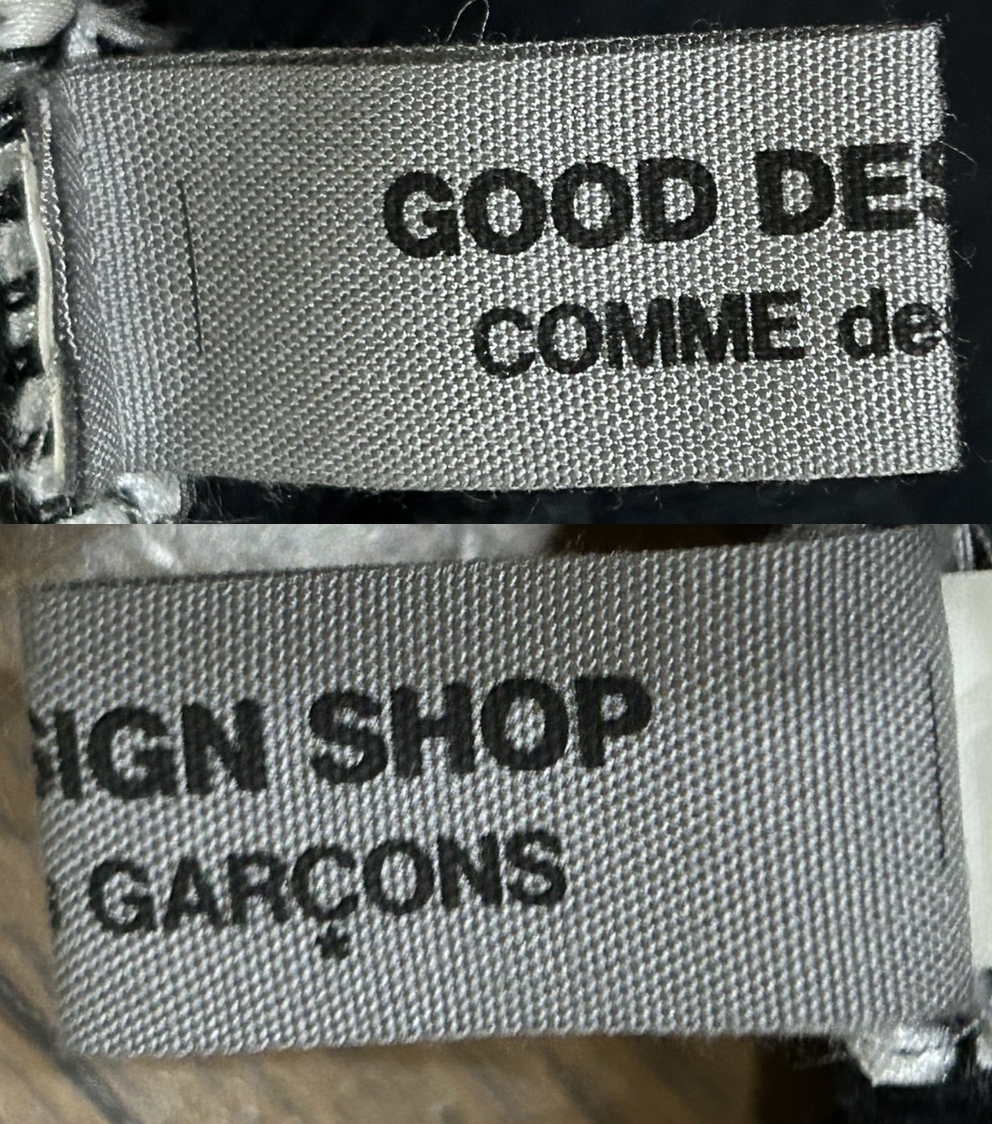 GOOD DES
COMME de
SIGN SHOP
GARÇONS
*